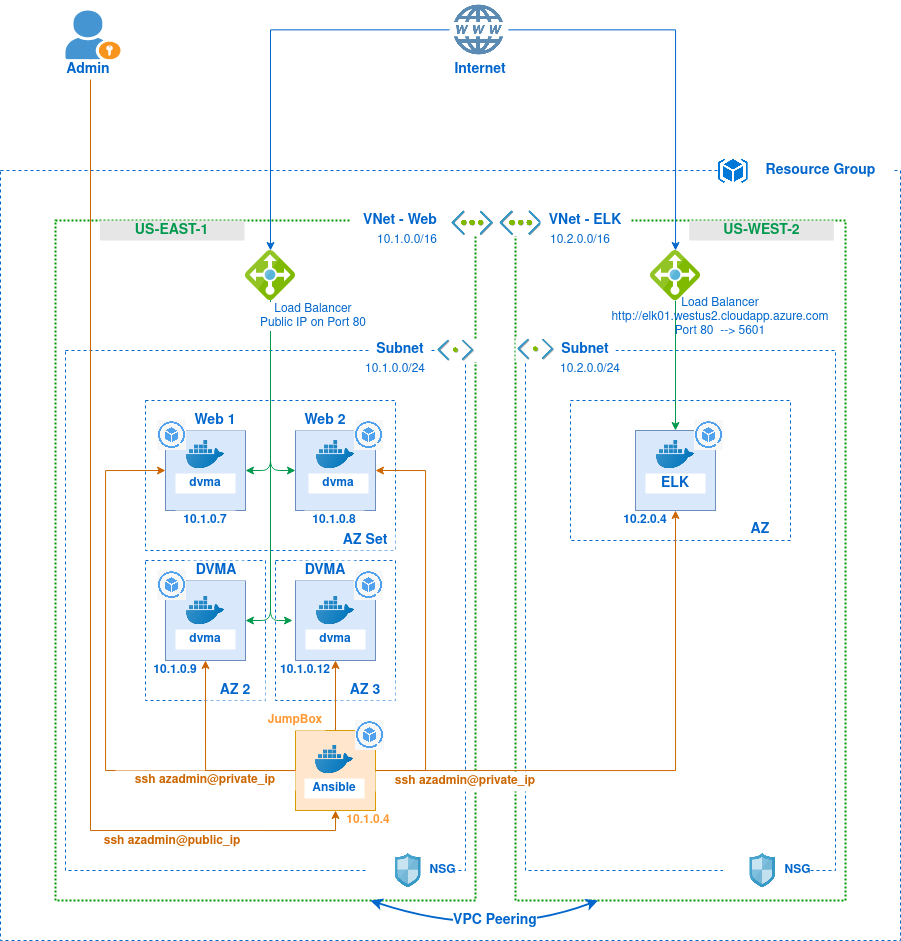 www
Admin
Internet
Resource Group
VNet - Web
10.1.0.0/16
VNet - ELK
10.2.0.0/16
US-EAST-1
US-WEST-2
Load Balancer
Public IP on Port 80
Load Balancer
http://elk01.westus2.cloudapp.azure.com
Port 80 --> 5601
Subnet
10.1.0.0/24
Subnet
10.2.0.0/24
Web 1
Web 2
dvma
dvma
ELK
10.1.0.7
10.1.0.8
10.2.0.4
AZ Set
AZ
DVMA
DVMA
dvma
dvma
10.1.0.9
10.1.0.12
AZ 2
AZ 3
JumpBox
Ansible
ssh azadmin@private_ip
ssh azadmin@private_ip
10.1.0.4
ssh azadmin@public_ip
NSG
NSG
VPC Peering